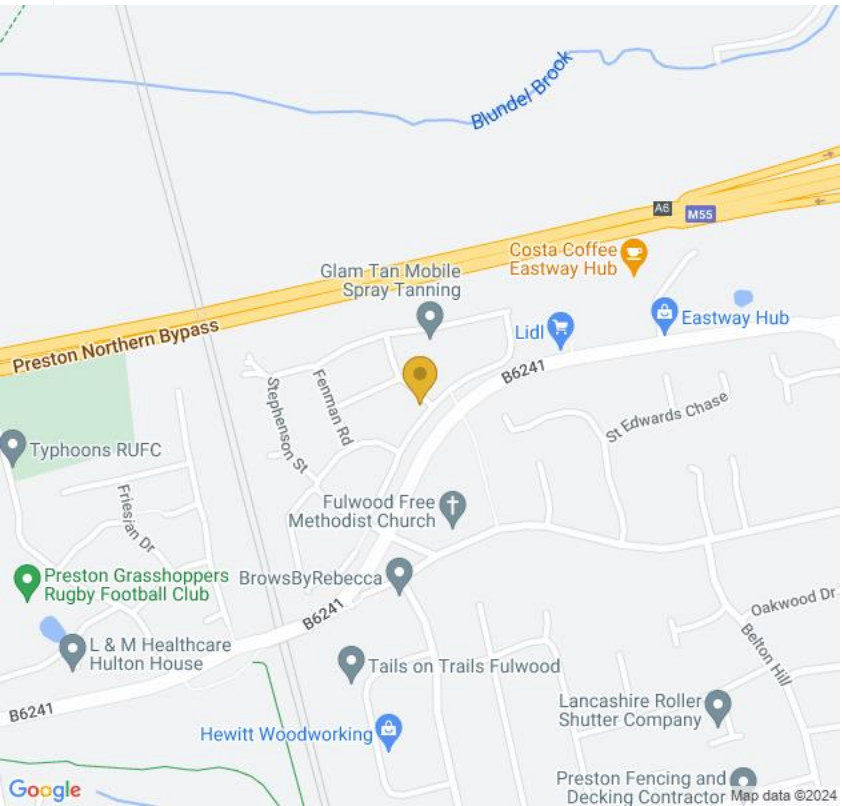 Blundel Brook
A6
M55
Costa Coffee
Eastway Hub
Glam Tan Mobile
Spray Tanning
Lidl
Eastway Hub
Preston Northern Bypass
B6241
Stephenson St
Fenman Rd
St Edwards Chase
Typhoons RUFC
Friesian Dr
Fulwood Free
Methodist Church
Preston Grasshoppers
Rugby Football Club
BrowsByRebecca
B6241
Oakwood Dr
Belton Hill
L & M Healthcare
Hulton House
Tails on Trails Fulwood
B6241
Lancashire Roller
Shutter Company
Hewitt Woodworking
Preston Fencing and
Decking Contractor
Google
Map data ©2024